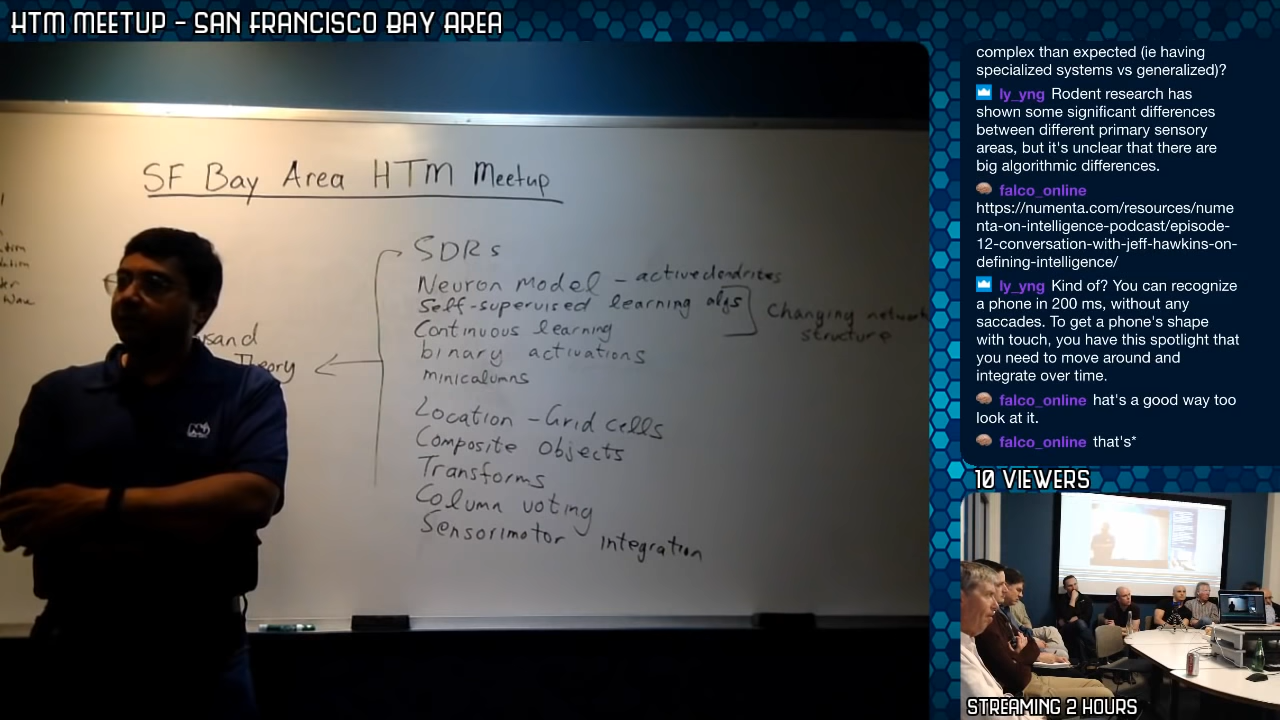 HTM MEETUP - SAN FRANCISCO BAY AREA
SF Bay Area HTM Meetup
SDRs
Neuron model - active dendrites
Self-supervised learning algs
Continuous learning
Changing network
structure
binary activations
minicolumns
Theory
Location - Grid cells
Composite Objects
Transforms
Column voting
Sensorimotor integration
complex than expected (ie having
specialized systems vs generalized)?
ly_yng Rodent research has
shown some significant differences
between different primary sensory
areas, but it's unclear that there are
big algorithmic differences.
falco_online
https://numenta.com/resources/nume
nta-on-intelligence-podcast/episode-
12-conversation-with-jeff-hawkins-on-
defining-intelligence/
ly_yng Kind of? You can recognize
a phone in 200 ms, without any
saccades. To get a phone's shape
with touch, you have this spotlight that
you need to move around and
integrate over time.
falco_online hat's a good way too
look at it.
falco_online that's*
10 VIEWERS
STREAMING 2 HOURS